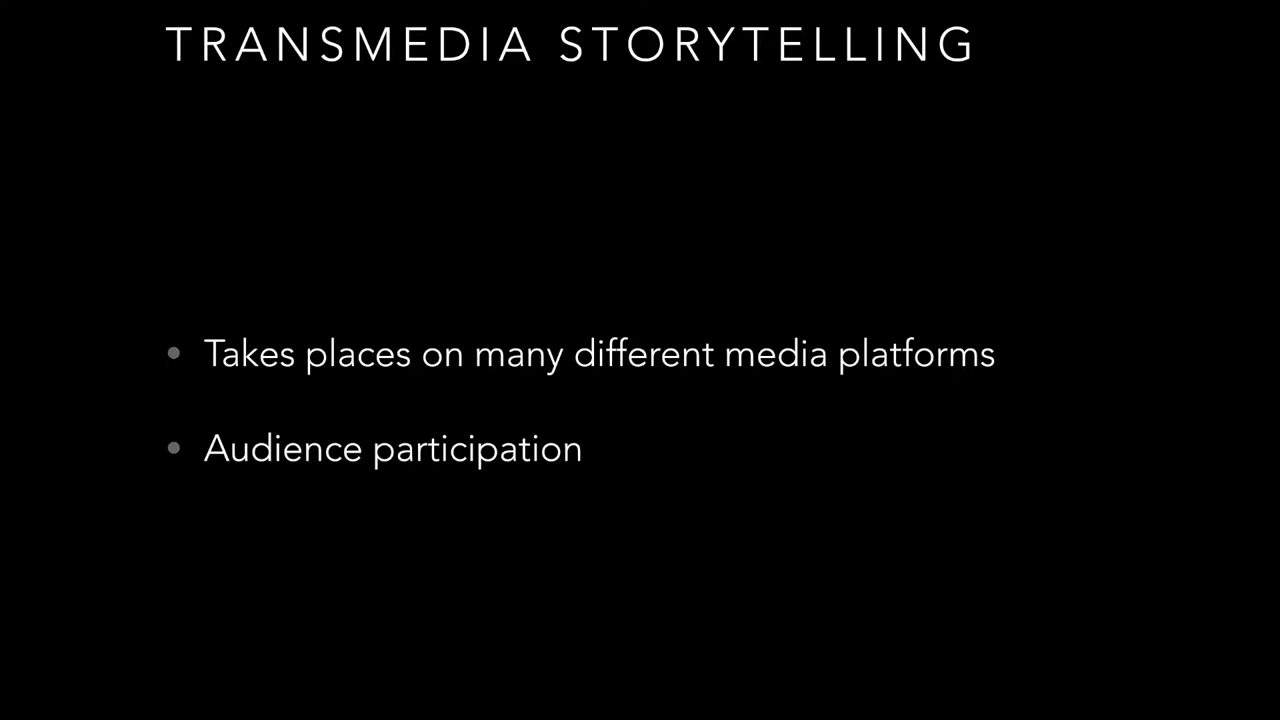 TRANSMEDIA STORYTELLING
• Takes places on many different media platforms
• Audience participation